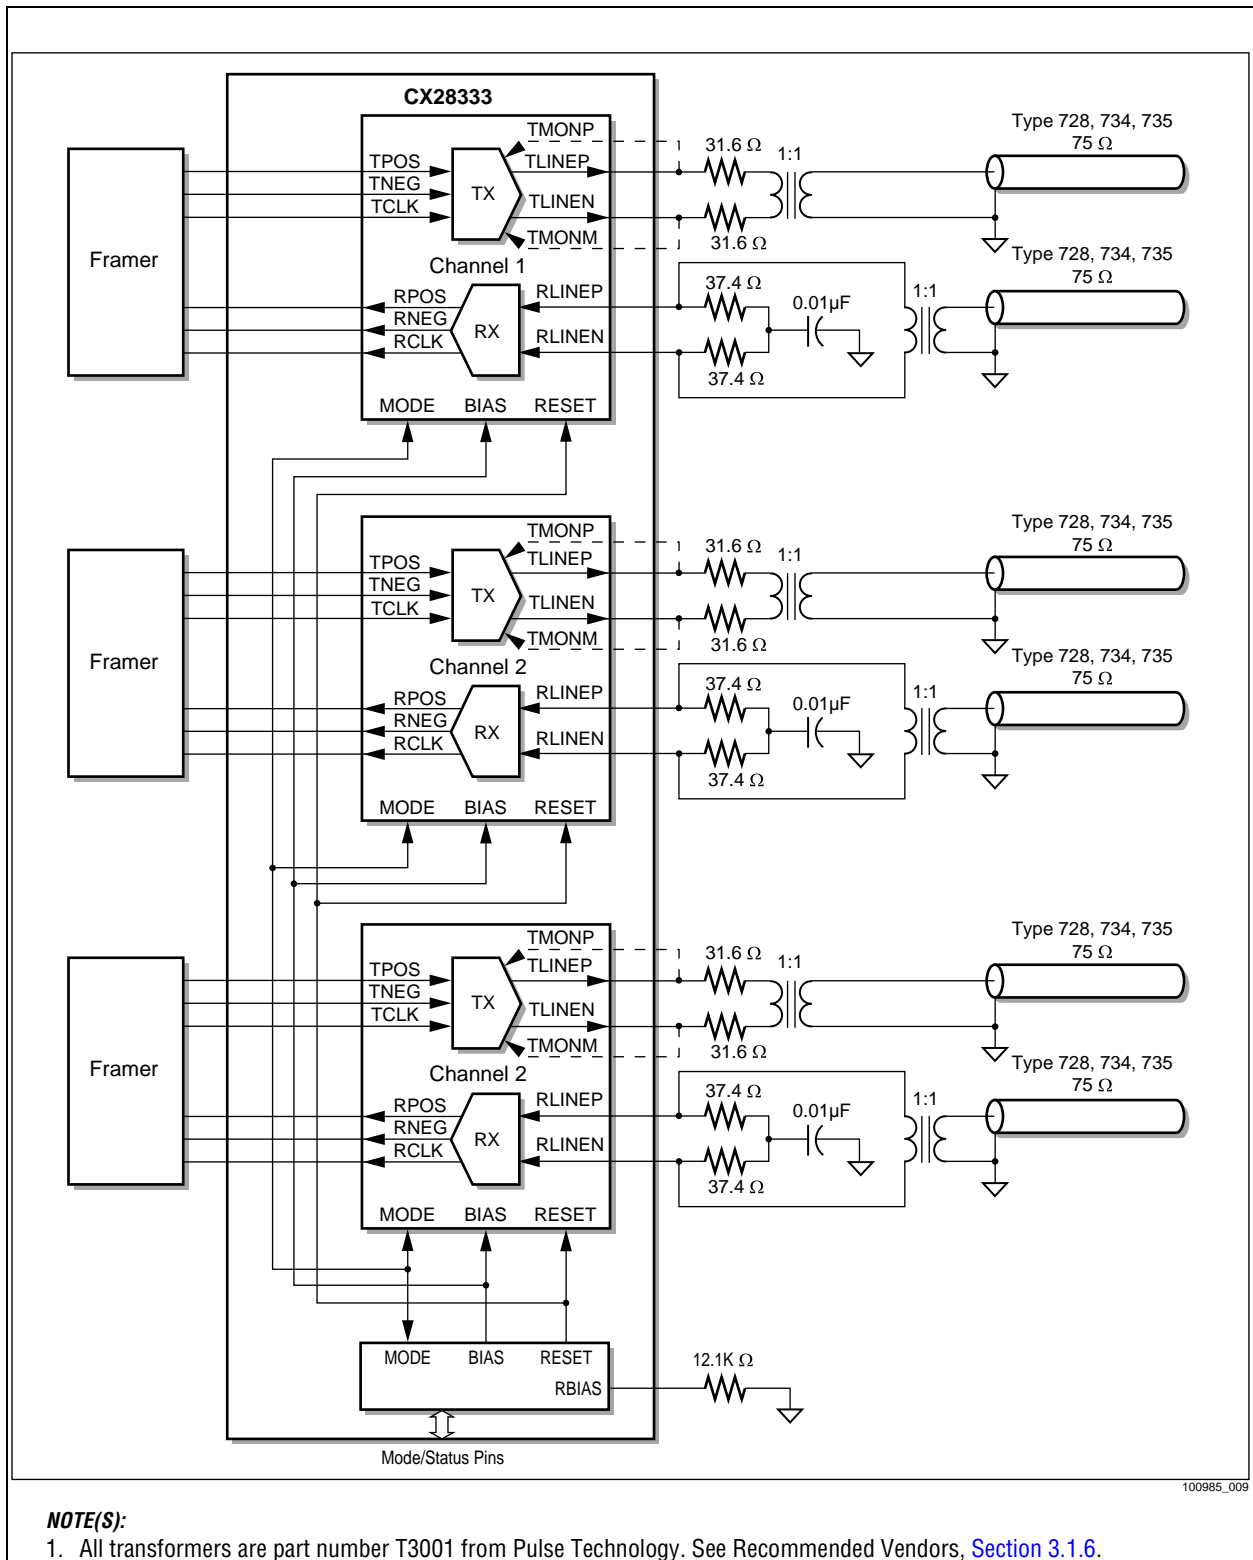 CX28333
Type 728, 734, 735
75 Ω
TMONP
31.6 Ω
1:1
TPOS
TLINEP
TNEG
TX
TCLK
TLINEN
TMONM
31.6 Ω
Framer
Channel 1
Type 728, 734, 735
75 Ω
RPOS
RLINEP
37.4 Ω
0.01µF
1:1
RNEG
RX
RCLK
RLINEN
37.4 Ω
MODE BIAS RESET
Type 728, 734, 735
75 Ω
TMONP
31.6 Ω
1:1
TPOS
TLINEP
TNEG
TX
TCLK
TLINEN
TMONM
31.6 Ω
Framer
Channel 2
Type 728, 734, 735
75 Ω
RPOS
RLINEP
37.4 Ω
0.01µF
1:1
RNEG
RX
RCLK
RLINEN
37.4 Ω
MODE BIAS RESET
Type 728, 734, 735
75 Ω
TMONP
31.6 Ω
1:1
TPOS
TLINEP
TNEG
TX
TCLK
TLINEN
TMONM
31.6 Ω
Framer
Channel 2
Type 728, 734, 735
75 Ω
RPOS
RLINEP
37.4 Ω
0.01µF
1:1
RNEG
RX
RCLK
RLINEN
37.4 Ω
MODE BIAS RESET
MODE BIAS RESET
RBIAS
12.1K Ω
Mode/Status Pins
100985_009
NOTE(S):
1. All transformers are part number T3001 from Pulse Technology. See Recommended Vendors, Section 3.1.6.